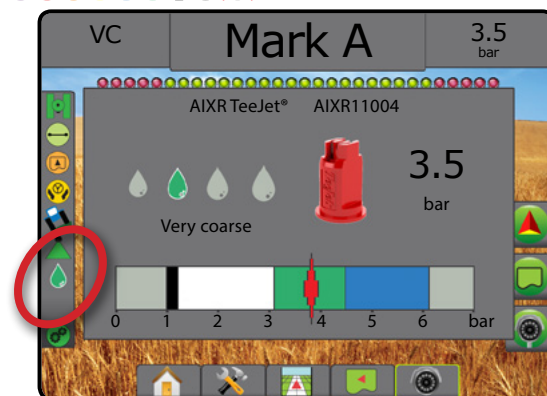 VC Mark A 3.5
bar
AIXR TeeJet® AIXR11004
3.5
bar
Very coarse
0 1 2 3 4 5 6 bar